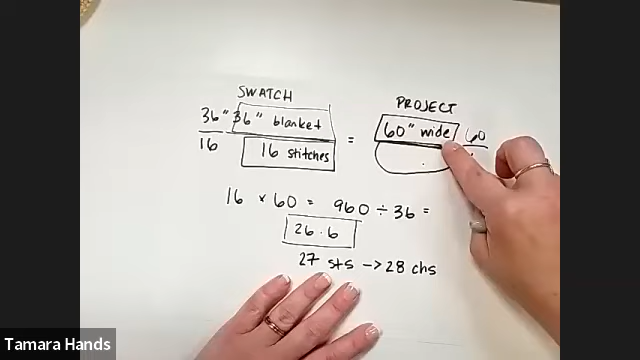 SWATCH
PROJECT
36" 36" blanket
16 16 stitches
=
60" wide 60
16 × 60 = 960 ÷ 36 =
26.6
27 sts -> 28 chs
Tamara Hands